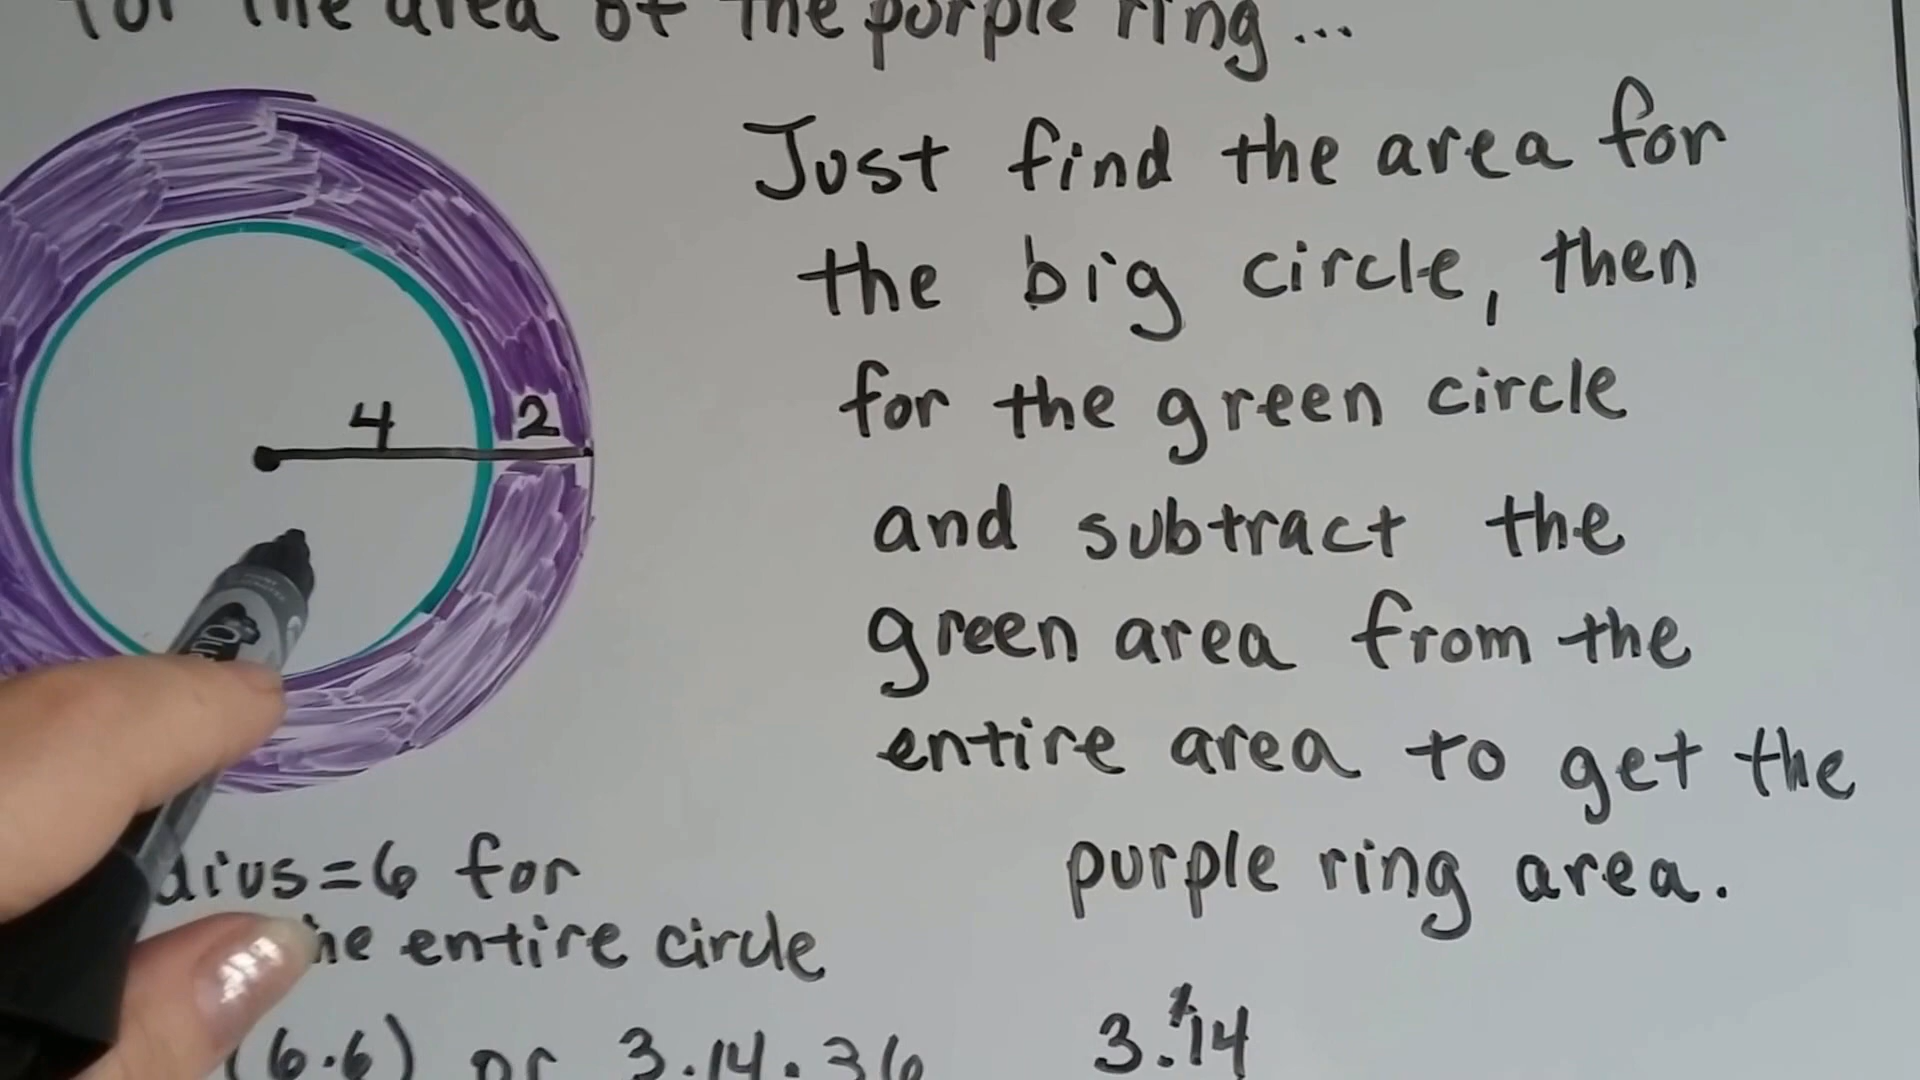 for the area of the purple ring...
Just find the area for
the big circle, then
for the green circle
and subtract the
green area from the
entire area to get the
purple ring area.
4 2
=6 for
entire circle
(6·6) or 3.14·36
3.14